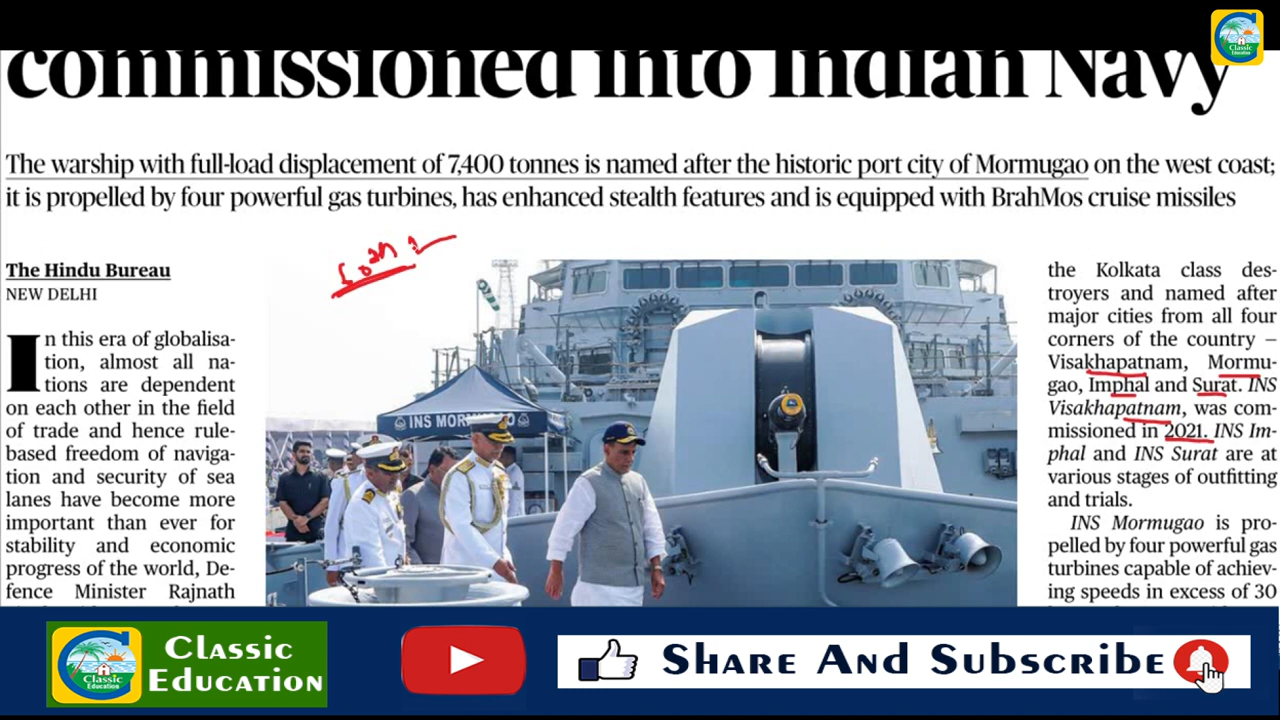 Classic
Education
commissioned into Indian Navy
The warship with full-load displacement of 7,400 tonnes is named after the historic port city of Mormugao on the west coast;
it is propelled by four powerful gas turbines, has enhanced stealth features and is equipped with BrahMos cruise missiles
The Hindu Bureau
NEW DELHI
In this era of globalisa-
tion, almost all na-
tions are dependent
on each other in the field
of trade and hence rule-
based freedom of naviga-
tion and security of sea
lanes have become more
important than ever for
stability and economic
progress of the world, De-
fence Minister Rajnath
INS MORMUGAO
the Kolkata class des-
troyers and named after
major cities from all four
corners of the country –
Visakhapatnam, Mormu-
gao, Imphal and Surat. INS
Visakhapatnam, was com-
missioned in 2021. INS Im-
phal and INS Surat are at
various stages of outfitting
and trials.
INS Mormugao is pro-
pelled by four powerful gas
turbines capable of achiev-
ing speeds in excess of 30
Classic
Education
Classic
Education
Share And Subscribe